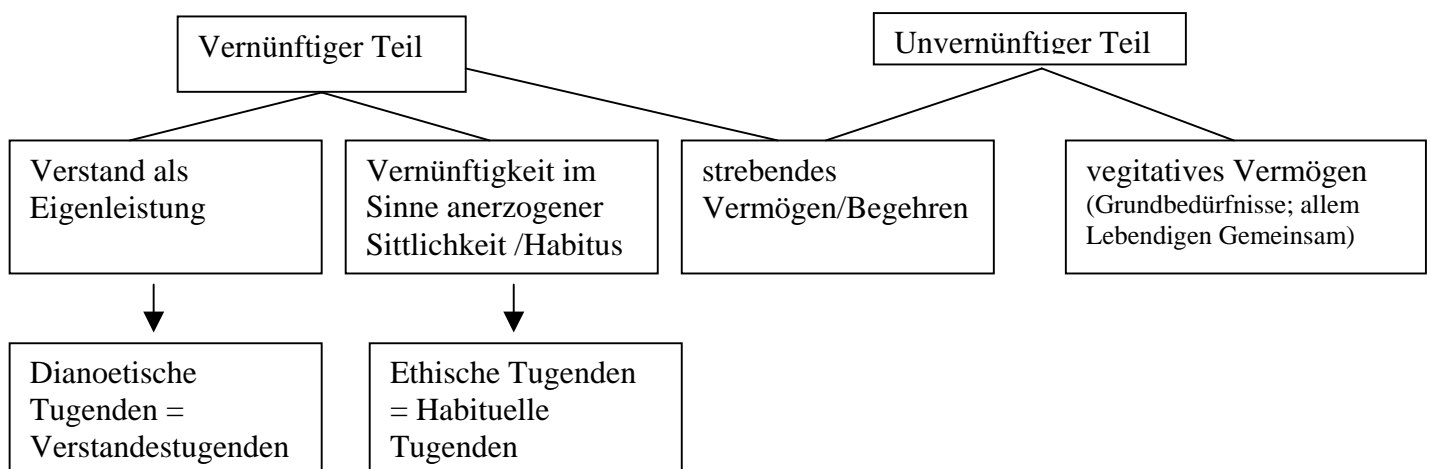 Vernünftiger Teil
Unvernünftiger Teil
Verstand als
Eigenleistung
Vernünftigkeit im
Sinne anerzogener
Sittlichkeit /Habitus
strebendes
Vermögen/Begehren
vegitatives Vermögen
(Grundbedürfnisse; allem
Lebendigen Gemeinsam)
Dianoetische
Tugenden =
Verstandestugenden
Ethische Tugenden
= Habituelle
Tugenden